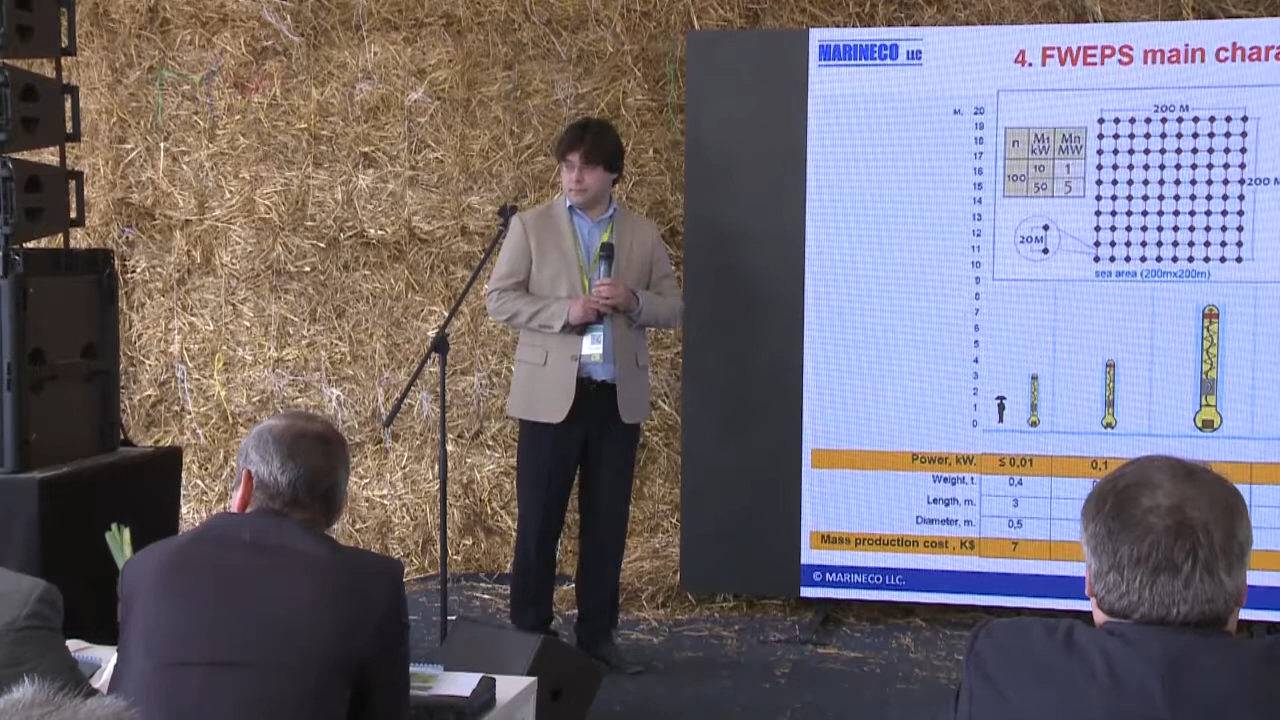 MARINECO LLC
4. FWEPS main chara
M.
20
19
18
17
16
15
14
13
12
11
10
9
8
7
6
5
4
3
2
1
0
200 M
n M1 kW Mn MW
100 10 1
50 5
200 M
20M
sea area (200mx200m)
Power, kW. ≤ 0,01 0,1
Weight, t. 0,4
Length, m. 3
Diameter, m. 0,5
Mass production cost , K$ 7
© MARINECO LLC.